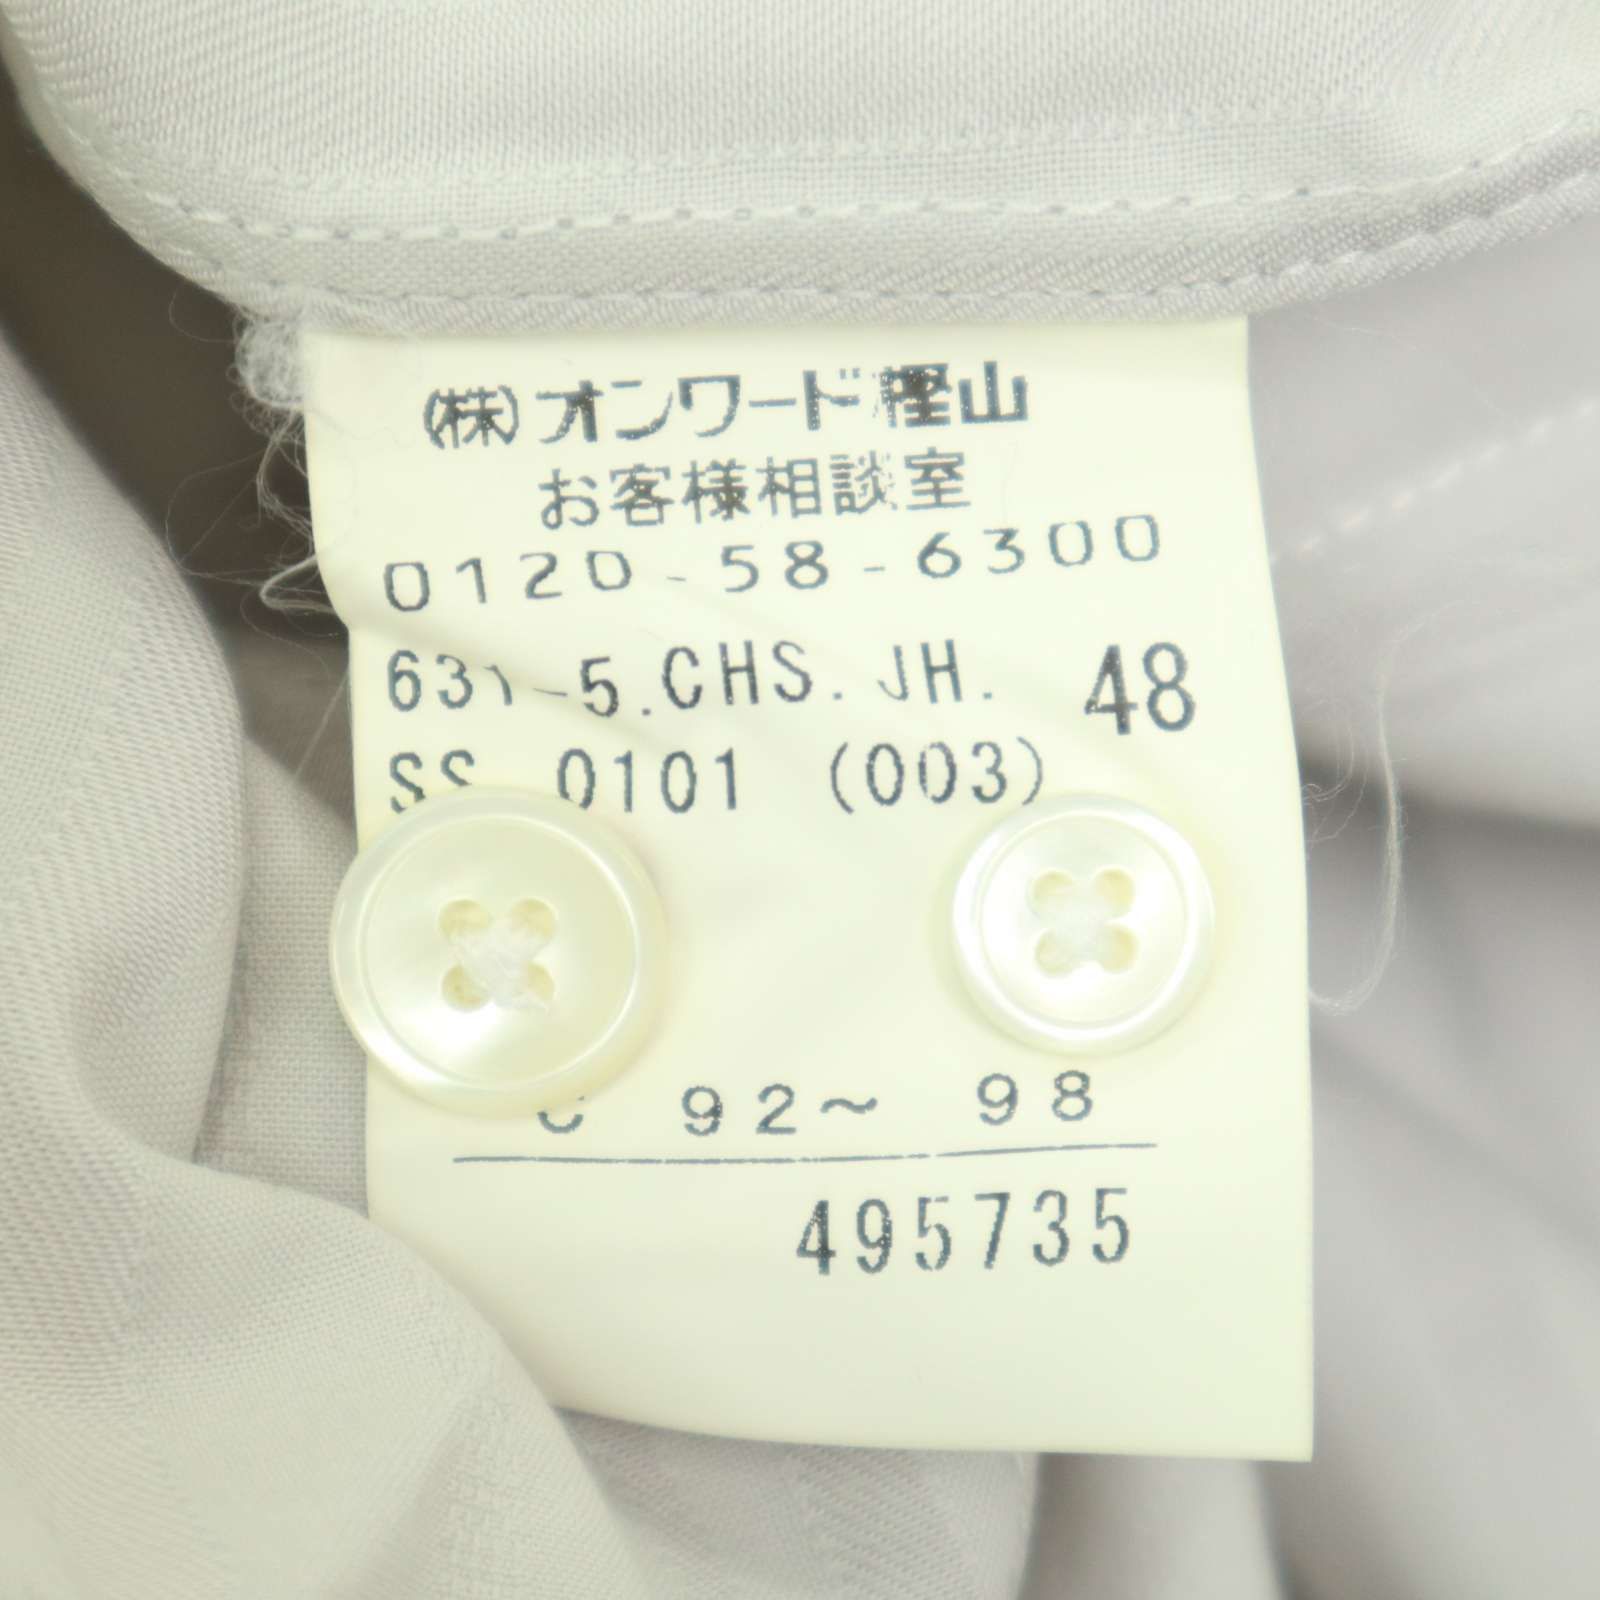 (株)オンワード樫山
お客様相談室
0120-58-6300
631-5.CHS.JH. 48
SS 0101 (003)
C 92～ 98
495735